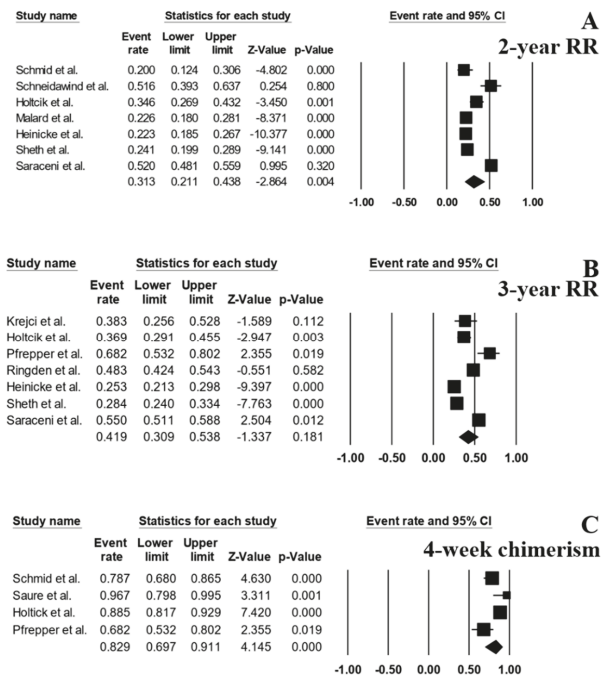 Study name Statistics for each study Event rate and 95% CI A
2-year RR
Event Lower Upper
rate limit limit Z-Value p-Value
Schmid et al. 0.200 0.124 0.306 -4.802 0.000
Schneidawind et al. 0.516 0.393 0.637 0.254 0.800
Holtcik et al. 0.346 0.269 0.432 -3.450 0.001
Malard et al. 0.226 0.180 0.281 -8.371 0.000
Heinicke et al. 0.223 0.185 0.267 -10.377 0.000
Sheth et al. 0.241 0.199 0.289 -9.141 0.000
Saraceni et al. 0.520 0.481 0.559 0.995 0.320
0.313 0.211 0.438 -2.864 0.004
-1.00 -0.50 0.00 0.50 1.00
Study name Statistics for each study Event rate and 95% CI B
3-year RR
Event Lower Upper
rate limit limit Z-Value p-Value
Krejci et al. 0.383 0.256 0.528 -1.589 0.112
Holtcik et al. 0.369 0.291 0.455 -2.947 0.003
Pfrepper et al. 0.682 0.532 0.802 2.355 0.019
Ringden et al. 0.483 0.424 0.543 -0.551 0.582
Heinicke et al. 0.253 0.213 0.298 -9.397 0.000
Sheth et al. 0.284 0.240 0.334 -7.763 0.000
Saraceni et al. 0.550 0.511 0.588 2.504 0.012
0.419 0.309 0.538 -1.337 0.181
-1.00 -0.50 0.00 0.50 1.00
Study name Statistics for each study Event rate and 95% CI C
4-week chimerism
Event Lower Upper
rate limit limit Z-Value p-Value
Schmid et al. 0.787 0.680 0.865 4.630 0.000
Saure et al. 0.967 0.798 0.995 3.311 0.001
Holtick et al. 0.885 0.817 0.929 7.420 0.000
Pfrepper et al. 0.682 0.532 0.802 2.355 0.019
0.829 0.697 0.911 4.145 0.000
-1.00 -0.50 0.00 0.50 1.00